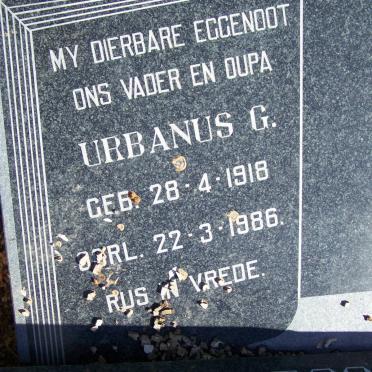 MY DIERBARE EGGENOOT
ONS VADER EN OUPA
URBANUS G.
GEB. 28-4-1918
OORL. 22-3-1986.
RUS IN VREDE.